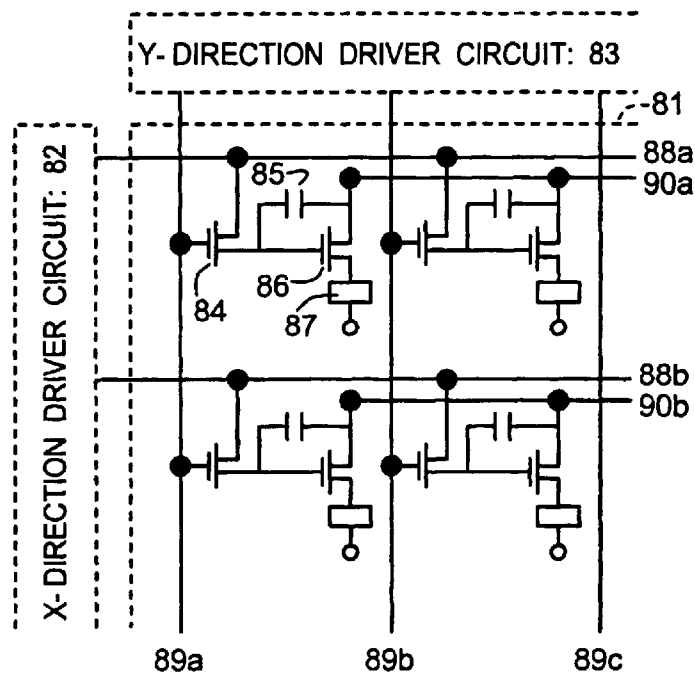 Y-DIRECTION DRIVER CIRCUIT: 83
81
X-DIRECTION DRIVER CIRCUIT: 82
88a
85
90a
84
86
87
88b
90b
89a
89b
89c